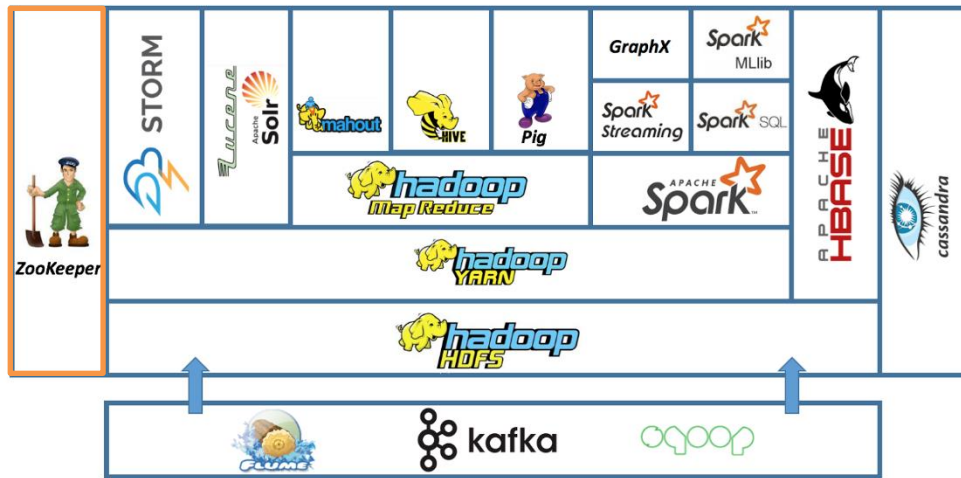 ZooKeeper
STORM
Lucene
Apache
Solr
mahout
HIVE
Pig
GraphX
Spark
MLlib
Spark
Streaming
Spark SQL
hadoop
Map Reduce
APACHE
Spark™
APACHE
HBASE
cassandra
hadoop
YARN
hadoop
HDFS
FLUME
kafka
sqoop